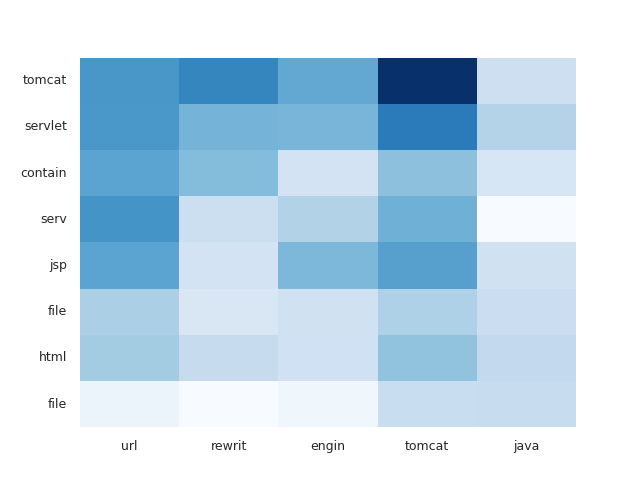 tomcat
servlet
contain
serv
jsp
file
html
file
url rewrit engin tomcat java